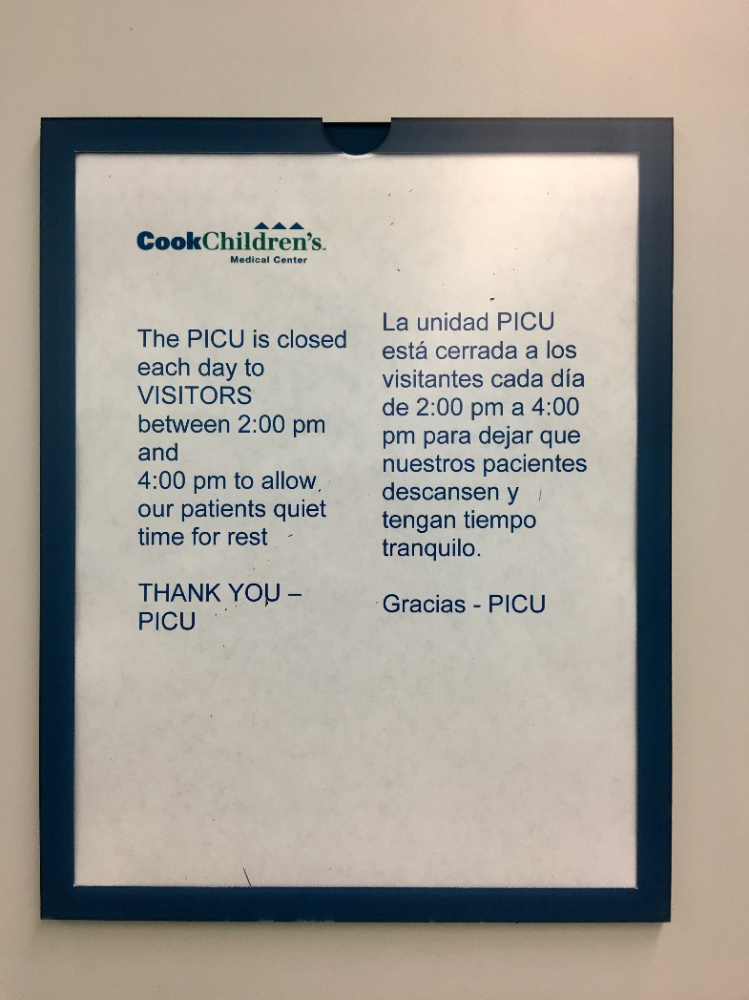 CookChildren's
Medical Center
The PICU is closed
each day to
VISITORS
between 2:00 pm
and
4:00 pm to allow
our patients quiet
time for rest
THANK YOU –
PICU
La unidad PICU
está cerrada a los
visitantes cada día
de 2:00 pm a 4:00
pm para dejar que
nuestros pacientes
descansen y
tengan tiempo
tranquilo.
Gracias - PICU